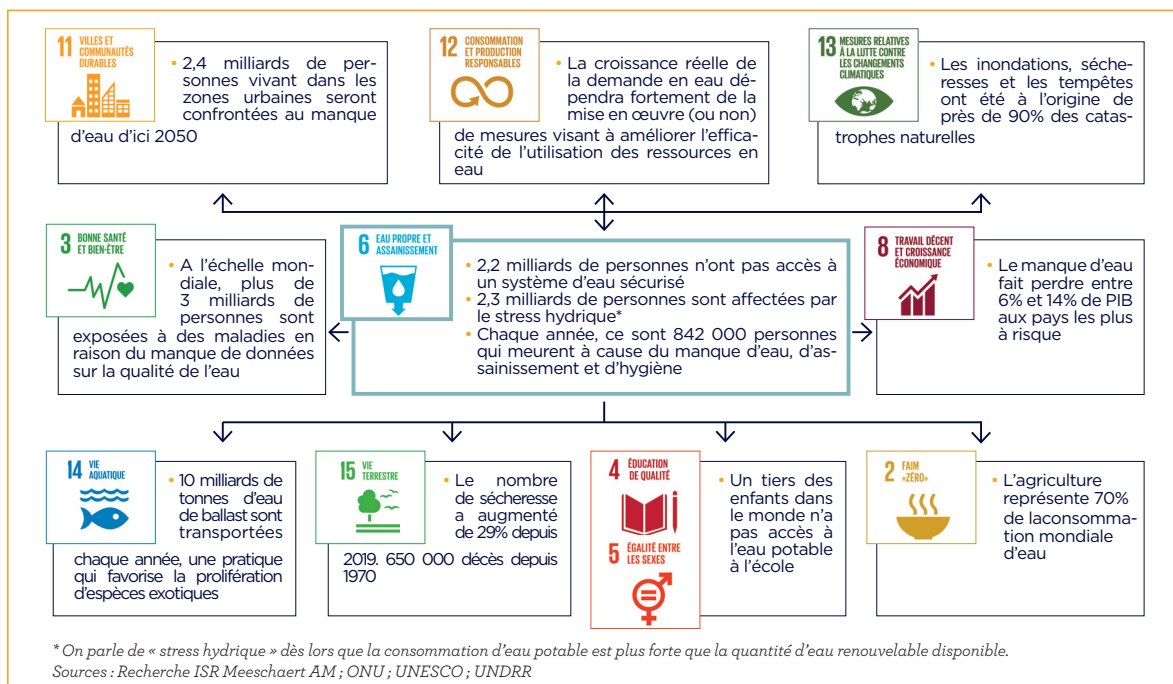 11 VILLES ET
COMMUNAUTÉS
DURABLES
• 2,4 milliards de per-
sonnes vivant dans les
zones urbaines seront
confrontées au manque
d'eau d'ici 2050
12 CONSOMMATION
ET PRODUCTION
RESPONSABLES
• La croissance réelle de
la demande en eau dé-
pendra fortement de la
mise en œuvre (ou non)
de mesures visant à améliorer l'effica-
cité de l'utilisation des ressources en
eau
13 MESURES RELATIVES
À LA LUTTE CONTRE
LES CHANGEMENTS
CLIMATIQUES
• Les inondations, séche-
resses et les tempêtes
ont été à l'origine de
près de 90% des catas-
trophes naturelles
3 BONNE SANTÉ
ET BIEN-ÊTRE
• A l'échelle mon-
diale, plus de
3 milliards de
personnes sont
exposées à des maladies en
raison du manque de données
sur la qualité de l'eau
6 EAU PROPRE ET
ASSAINISSEMENT
• 2,2 milliards de personnes n'ont pas accès à
un système d'eau sécurisé
• 2,3 milliards de personnes sont affectées par
le stress hydrique*
• Chaque année, ce sont 842 000 personnes
qui meurent à cause du manque d'eau, d'as-
sainissement et d'hygiène
8 TRAVAIL DÉCENT
ET CROISSANCE
ÉCONOMIQUE
• Le manque d'eau
fait perdre entre
6% et 14% de PIB
aux pays les plus
à risque
14 VIE
AQUATIQUE
• 10 milliards de
tonnes d'eau
de ballast sont
transportées
chaque année, une pratique
qui favorise la prolifération
d'espèces exotiques
15 VIE
TERRESTRE
• Le nombre
de sécheresse
a augmenté
de 29% depuis
2019. 650 000 décès depuis
1970
4 ÉDUCATION
DE QUALITÉ
5 ÉGALITÉ ENTRE
LES SEXES
• Un tiers des
enfants dans
le monde n'a
pas accès à
l'eau potable
à l'école
2 FAIM
«ZÉRO»
• L'agriculture
représente 70%
de laconsomma-
tion mondiale
d'eau
* On parle de « stress hydrique » dès lors que la consommation d'eau potable est plus forte que la quantité d'eau renouvelable disponible.
Sources : Recherche ISR Meeschaert AM ; ONU ; UNESCO ; UNDRR